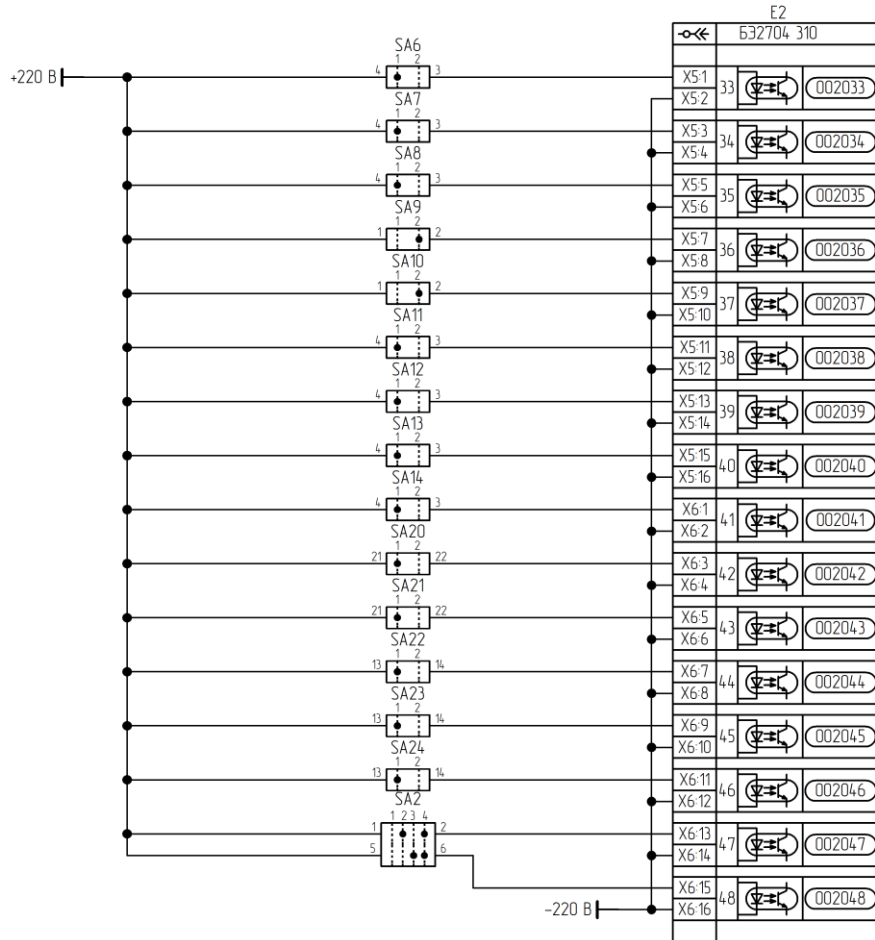 E2
БЭ2704 310
+220 В
SA6
1 2
4 3
X5:1 33 002033
X5:2
SA7
1 2
4 3
X5:3 34 002034
X5:4
SA8
1 2
4 3
X5:5 35 002035
X5:6
SA9
1 2
1 2
X5:7 36 002036
X5:8
SA10
1 2
1 2
X5:9 37 002037
X5:10
SA11
1 2
4 3
X5:11 38 002038
X5:12
SA12
1 2
4 3
X5:13 39 002039
X5:14
SA13
1 2
4 3
X5:15 40 002040
X5:16
SA14
1 2
4 3
X6:1 41 002041
X6:2
SA20
1 2
21 22
X6:3 42 002042
X6:4
SA21
1 2
21 22
X6:5 43 002043
X6:6
SA22
1 2
13 14
X6:7 44 002044
X6:8
SA23
1 2
13 14
X6:9 45 002045
X6:10
SA24
1 2
13 14
X6:11 46 002046
X6:12
SA2
1 2 3 4
1 2
X6:13 47 002047
5 6
X6:14
X6:15 48 002048
-220 В
X6:16